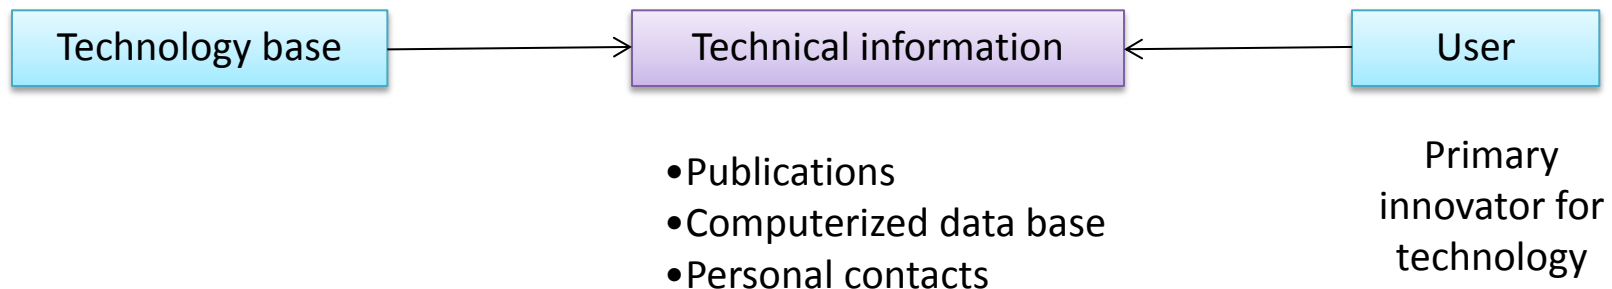 Technology base
Technical information
User
•Publications
•Computerized data base
•Personal contacts
Primary
innovator for
technology